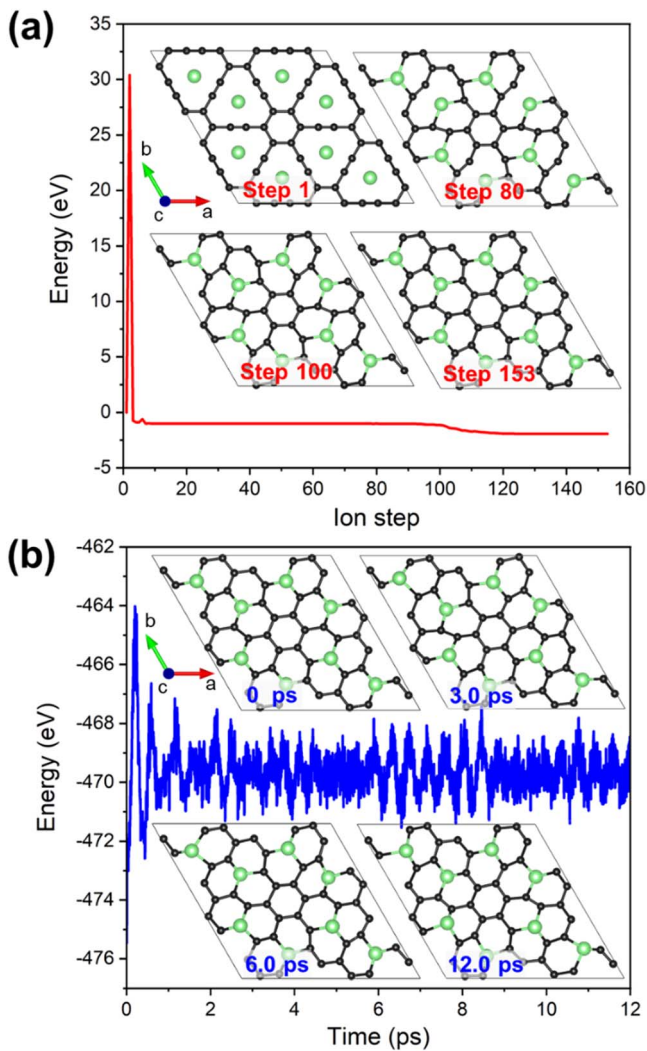 (a)
35
30
25
20
15
10
5
0
-5
Energy (eV)
b
c
a
Step 1
Step 80
Step 100
Step 153
0 20 40 60 80 100 120 140 160
Ion step
(b)
-462
-464
-466
-468
-470
-472
-474
-476
Energy (eV)
b
c
a
0 ps
3.0 ps
6.0 ps
12.0 ps
0 2 4 6 8 10 12
Time (ps)